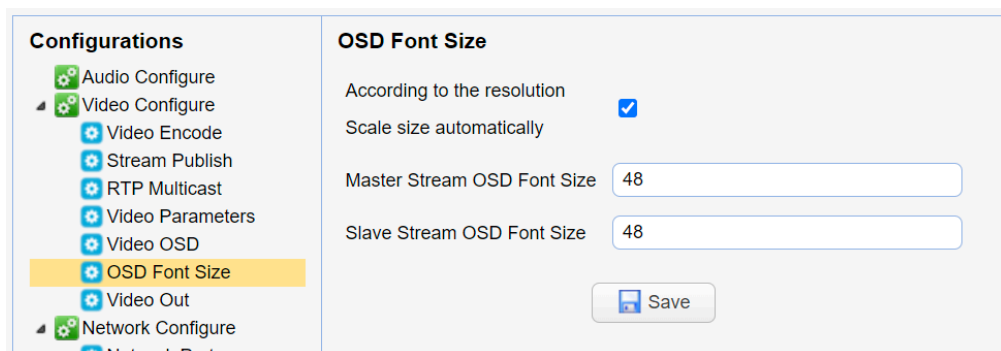 Configurations
Audio Configure
Video Configure
Video Encode
Stream Publish
RTP Multicast
Video Parameters
Video OSD
OSD Font Size
Video Out
Network Configure
OSD Font Size
According to the resolution
Scale size automatically
Master Stream OSD Font Size 48
Slave Stream OSD Font Size 48
Save